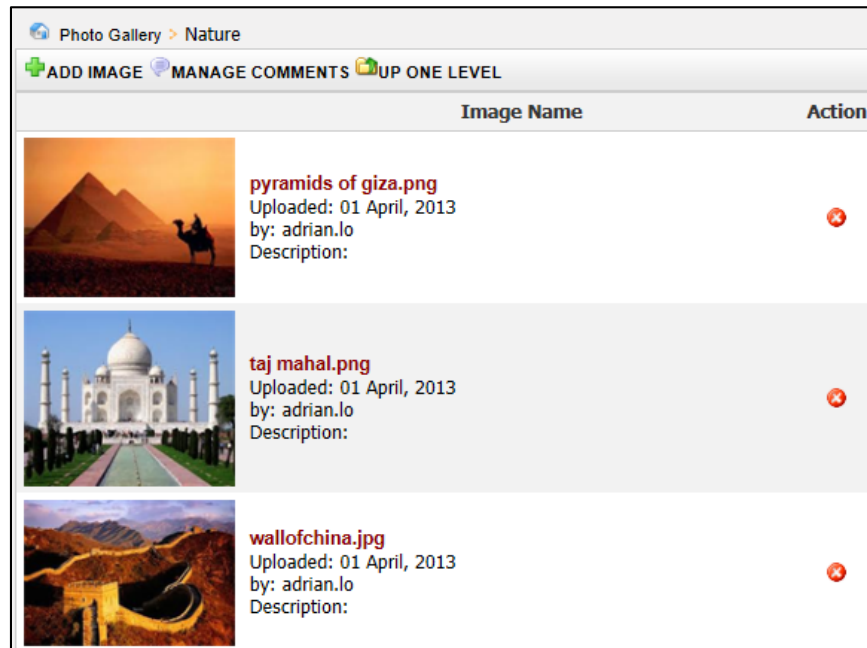 Photo Gallery > Nature
ADD IMAGE MANAGE COMMENTS UP ONE LEVEL
Image Name Action
pyramids of giza.png
Uploaded: 01 April, 2013
by: adrian.lo
Description:
taj mahal.png
Uploaded: 01 April, 2013
by: adrian.lo
Description:
wallofchina.jpg
Uploaded: 01 April, 2013
by: adrian.lo
Description: